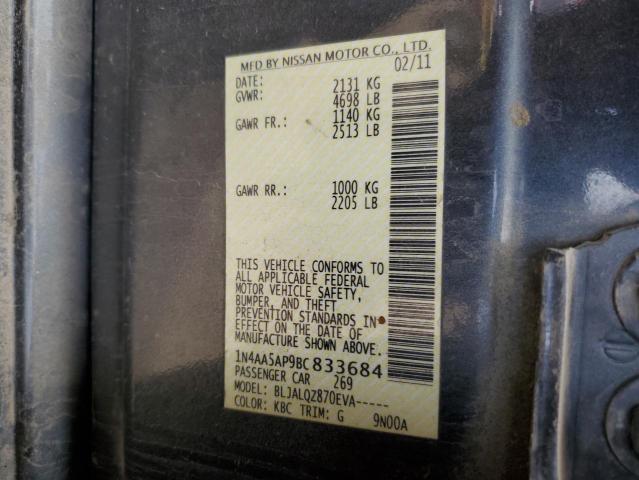 MFD BY NISSAN MOTOR CO., LTD.
DATE: 02/11
GVWR: 2131 KG
4698 LB
GAWR FR.: 1140 KG
2513 LB
GAWR RR.: 1000 KG
2205 LB
THIS VEHICLE CONFORMS TO
ALL APPLICABLE FEDERAL
MOTOR VEHICLE SAFETY,
BUMPER, AND THEFT
PREVENTION STANDARDS IN
EFFECT ON THE DATE OF
MANUFACTURE SHOWN ABOVE.
1N4AA5AP9BC833684
PASSENGER CAR 269
MODEL: BLJALQZ870EVA-----
COLOR: KBC TRIM: G 9N00A